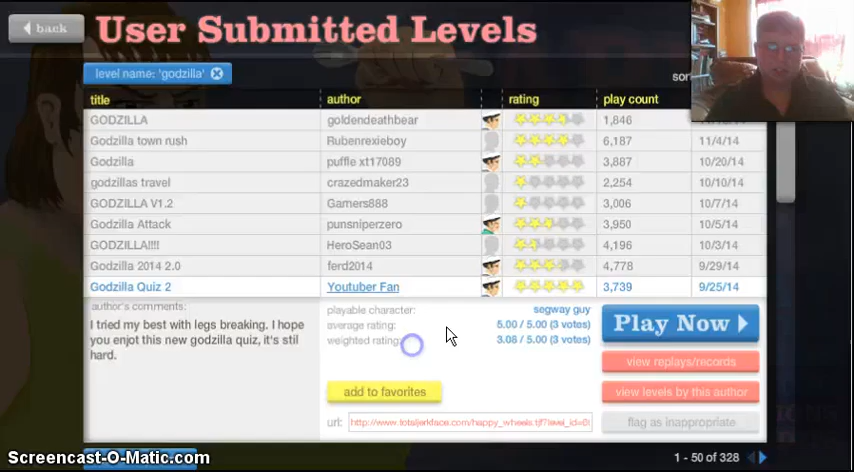 back
User Submitted Levels
level name: 'godzilla'
title author rating play count
GODZILLA goldendeathbear 1,846
Godzilla town rush Rubenrexieboy 6,187 11/4/14
Godzilla puffle xt17089 3,887 10/20/14
godzillas travel crazedmaker23 2,254 10/10/14
GODZILLA V1.2 Gamers888 3,006 10/7/14
Godzilla Attack punsniperzero 3,950 10/5/14
GODZILLA!!!! HeroSean03 4,196 10/3/14
Godzilla 2014 2.0 ferd2014 4,778 9/29/14
Godzilla Quiz 2 Youtuber Fan 3,739 9/25/14
author's comments:
I tried my best with legs breaking. I hope
you enjot this new godzilla quiz, it's stil
hard.
playable character: segway guy
average rating: 5.00 / 5.00 (3 votes)
weighted rating: 3.08 / 5.00 (3 votes)
add to favorites
url: http://www.totaljerkface.com/happy_wheels.tjf?level_id=
Play Now
view replays/records
view levels by this author
flag as inappropriate
Screencast-O-Matic.com
1 - 50 of 328